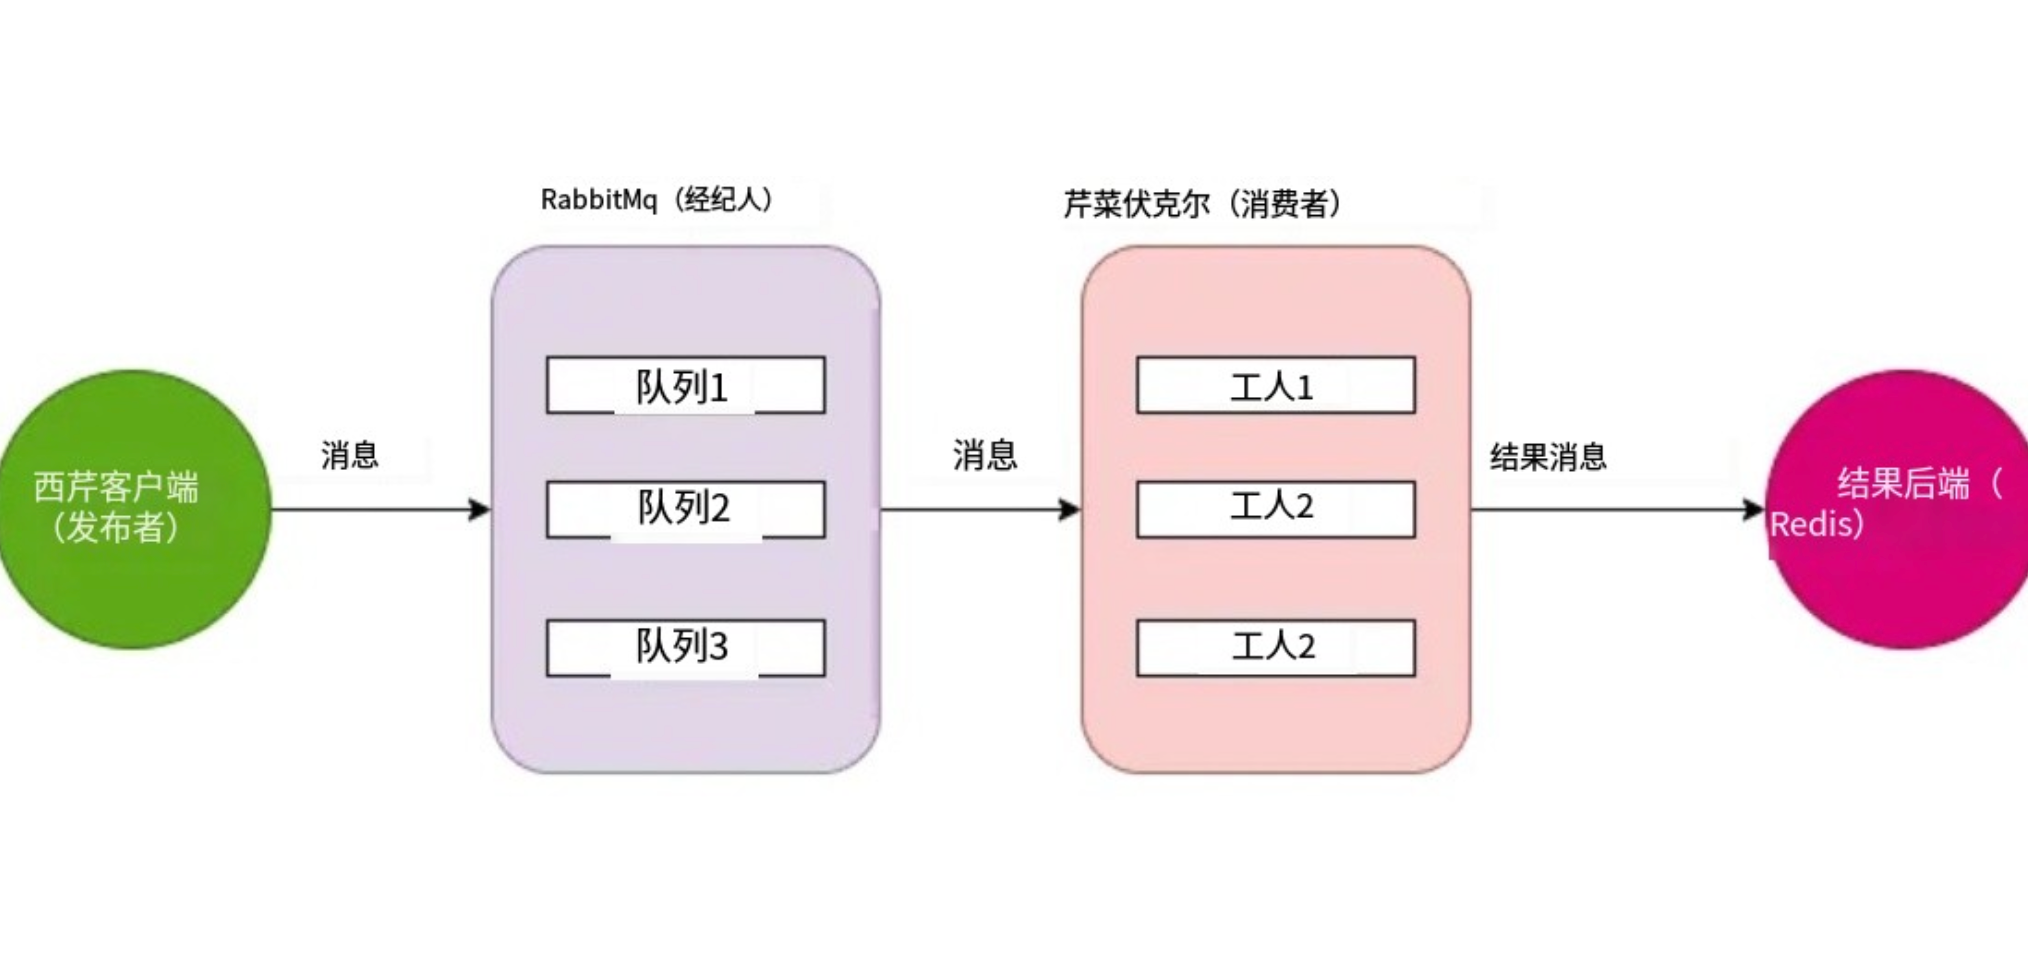 RabbitMq（经纪人）
芹菜伏克尔（消费者）
队列1
工人1
消息
消息
结果消息
西芹客户端
（发布者）
队列2
工人2
结果后端（
Redis）
队列3
工人2